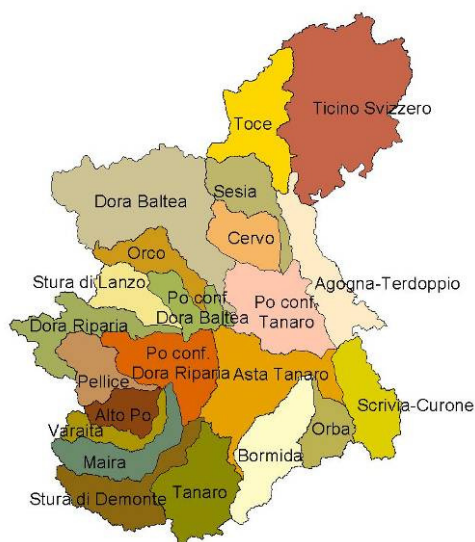 Ticino Svizzero
Toce
Sesia
Dora Baltea
Cervo
Orco
Stura di Lanzo
Agogna-Terdoppio
Po conf.
Dora Baltea
Po conf.
Tanaro
Dora Riparia
Po conf.
Dora Riparia
Asta Tanaro
Pellice
Scrivia-Curone
Alto Po
Orba
Varaita
Bormida
Maira
Stura di Demonte
Tanaro